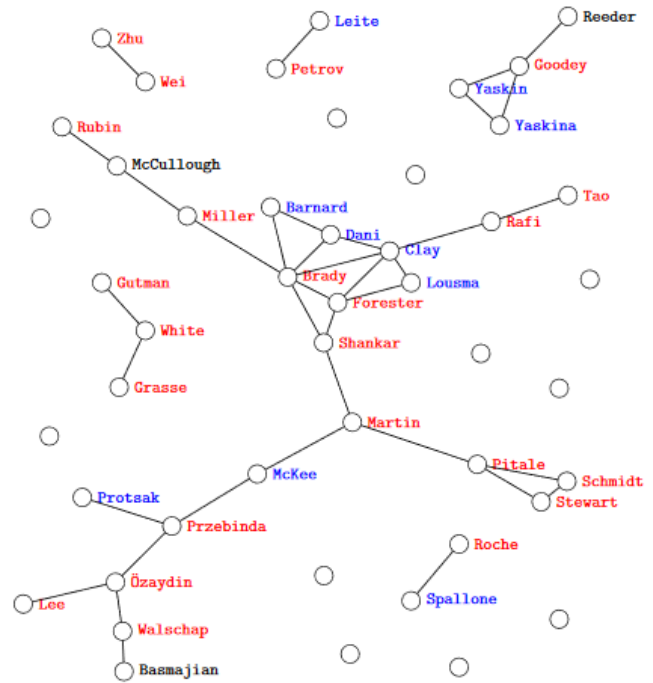 Reeder
Leite
Zhu
Goodey
Petrov
Wei
Yaskin
Yaskina
Rubin
McCullough
Tao
Barnard
Miller
Rafi
Dani
Clay
Brady
Lousma
Gutman
Forester
White
Shankar
Grasse
Martin
Pitale
McKee
Schmidt
Protsak
Stewart
Przebinda
Roche
Özaydin
Spallone
Lee
Walschap
Basmajian